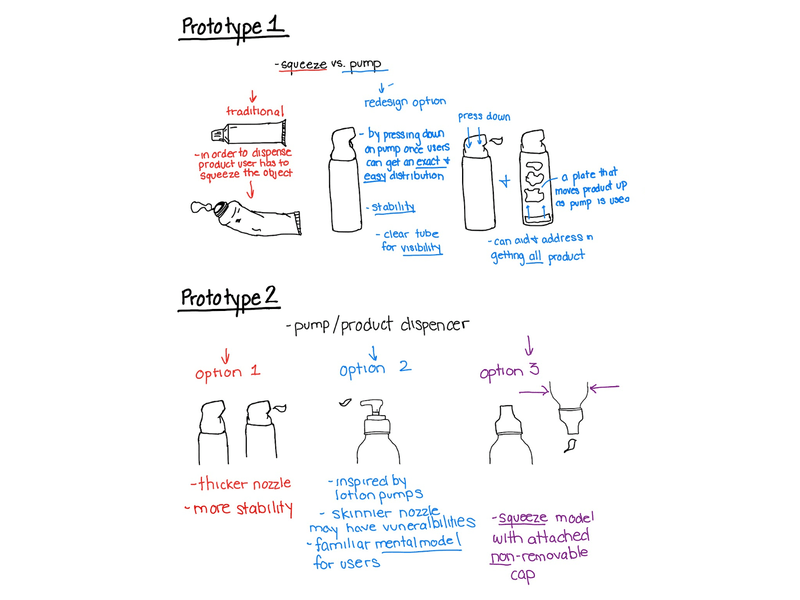 Prototype 1
-squeeze vs. pump
traditional
-in order to dispense
product user has to
squeeze the object
redesign option
- by pressing down
on pump once users
can get an exact &
easy distribution
- stability
- clear tube
for visibility
press down
+
a plate that
moves product up
as pump is used
-can aid & address in
getting all product
Prototype 2
-pump/product dispencer
option 1
-thicker nozzle
-more stability
option 2
-inspired by
lotion pumps
- skinnier nozzle
may have vuneralbilities
-familiar mental model
for users
option 3
-squeeze model
with attached
non-removable
cap